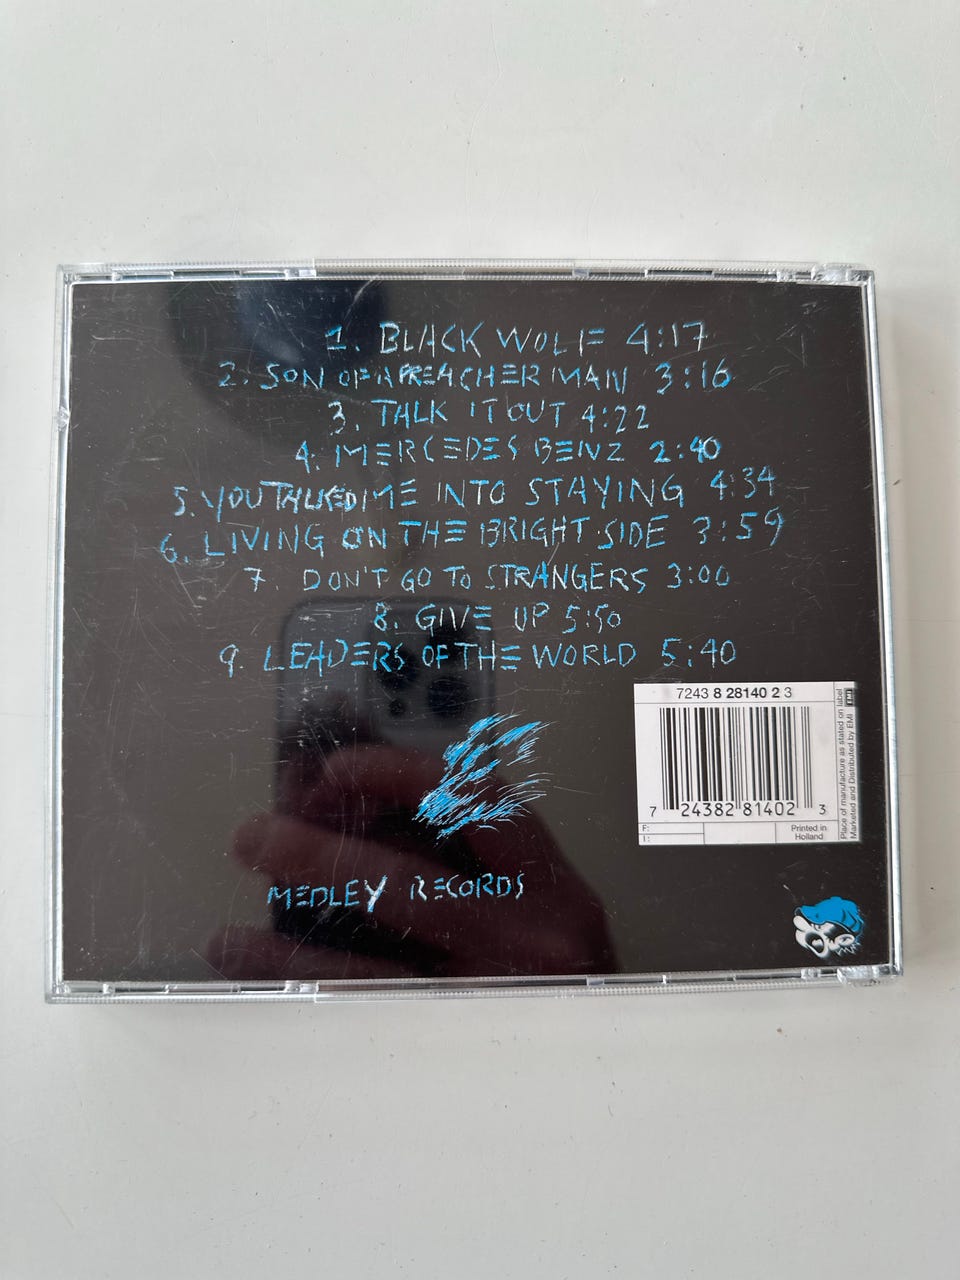 1. BLACK WOLF 4:17
2. SON OF A PREACHER MAN 3:16
3. TALK IT OUT 4:22
4. MERCEDES BENZ 2:40
5. YOU TALKED ME INTO STAYING 4:34
6. LIVING ON THE BRIGHT SIDE 3:59
7. DON'T GO TO STRANGERS 3:00
8. GIVE UP 5:50
9. LEADERS OF THE WORLD 5:40
7243 8 28140 2 3
7 24382 81402 3
F:
I:
Printed in
Holland
Place of manufacture as stated on label
Marketed and Distributed by EMI
EMI
MEDLEY RECORDS